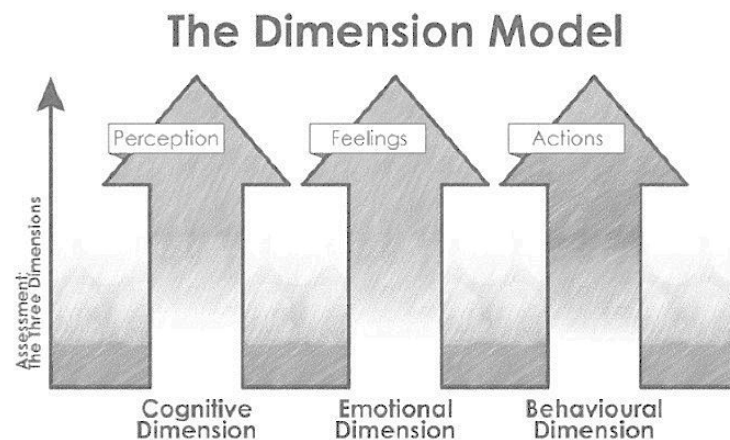 The Dimension Model
Perception
Feelings
Actions
Assessment;
The Three Dimensions
Cognitive
Dimension
Emotional
Dimension
Behavioural
Dimension